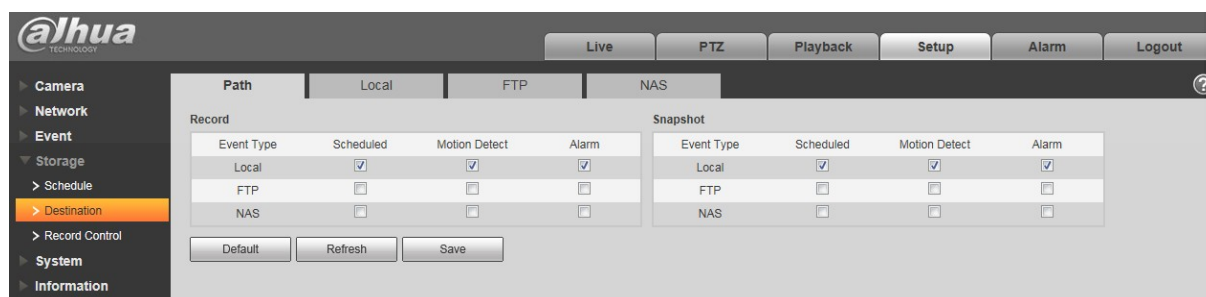 alhua
TECHNOLOGY
Live PTZ Playback Setup Alarm Logout
Camera
Network
Event
Storage
> Schedule
> Destination
> Record Control
System
Information
Path Local FTP NAS
?
Record
Event Type Scheduled Motion Detect Alarm
Local
FTP
NAS
Snapshot
Event Type Scheduled Motion Detect Alarm
Local
FTP
NAS
Default Refresh Save